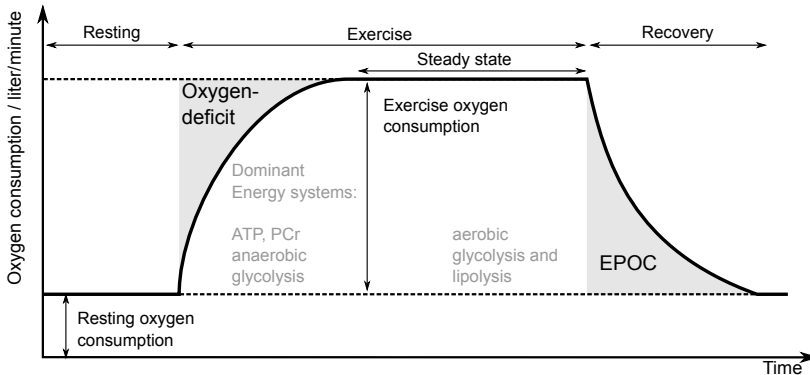 Resting
Exercise
Recovery
Steady state
Oxygen-
deficit
Exercise oxygen
consumption
Dominant
Energy systems:
ATP, PCr
anaerobic
glycolysis
aerobic
glycolysis and
lipolysis
EPOC
Resting oxygen
consumption
Oxygen consumption / liter/minute
Time